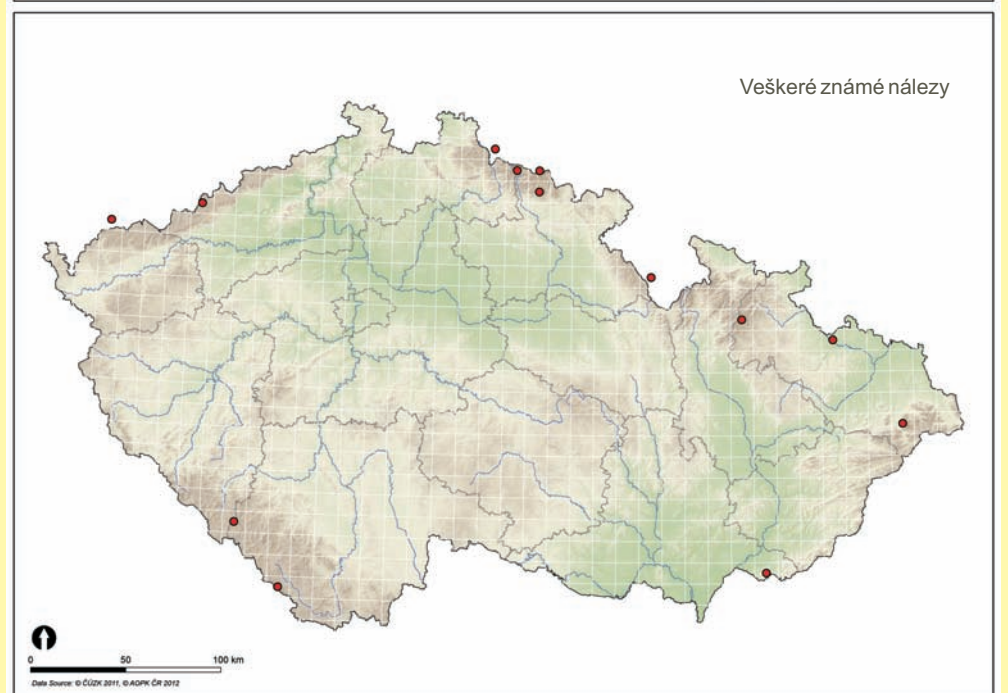 Veškeré známé nálezy
0 50 100 km
Data Source: © ČÚZK 2011, © AOPK ČR 2012